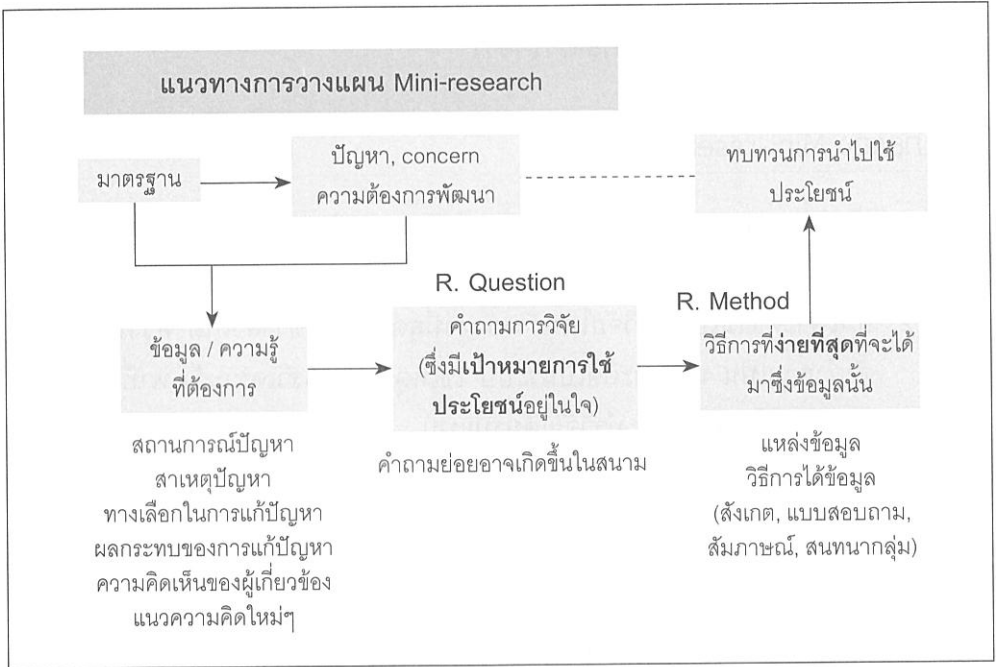 แนวทางการวางแผน Mini-research
มาตรฐาน
ปัญหา, concern
ความต้องการพัฒนา
ทบทวนการนำไปใช้
ประโยชน์
ข้อมูล / ความรู้
ที่ต้องการ
สถานการณ์ปัญหา
สาเหตุปัญหา
ทางเลือกในการแก้ปัญหา
ผลกระทบของการแก้ปัญหา
ความคิดเห็นของผู้เกี่ยวข้อง
แนวความคิดใหม่ๆ
R. Question
คำถามการวิจัย
(ซึ่งมีเป้าหมายการใช้
ประโยชน์อยู่ในใจ)
คำถามย่อยอาจเกิดขึ้นในสนาม
R. Method
วิธีการที่ง่ายที่สุดที่จะได้
มาซึ่งข้อมูลนั้น
แหล่งข้อมูล
วิธีการได้ข้อมูล
(สังเกต, แบบสอบถาม,
สัมภาษณ์, สนทนากลุ่ม)